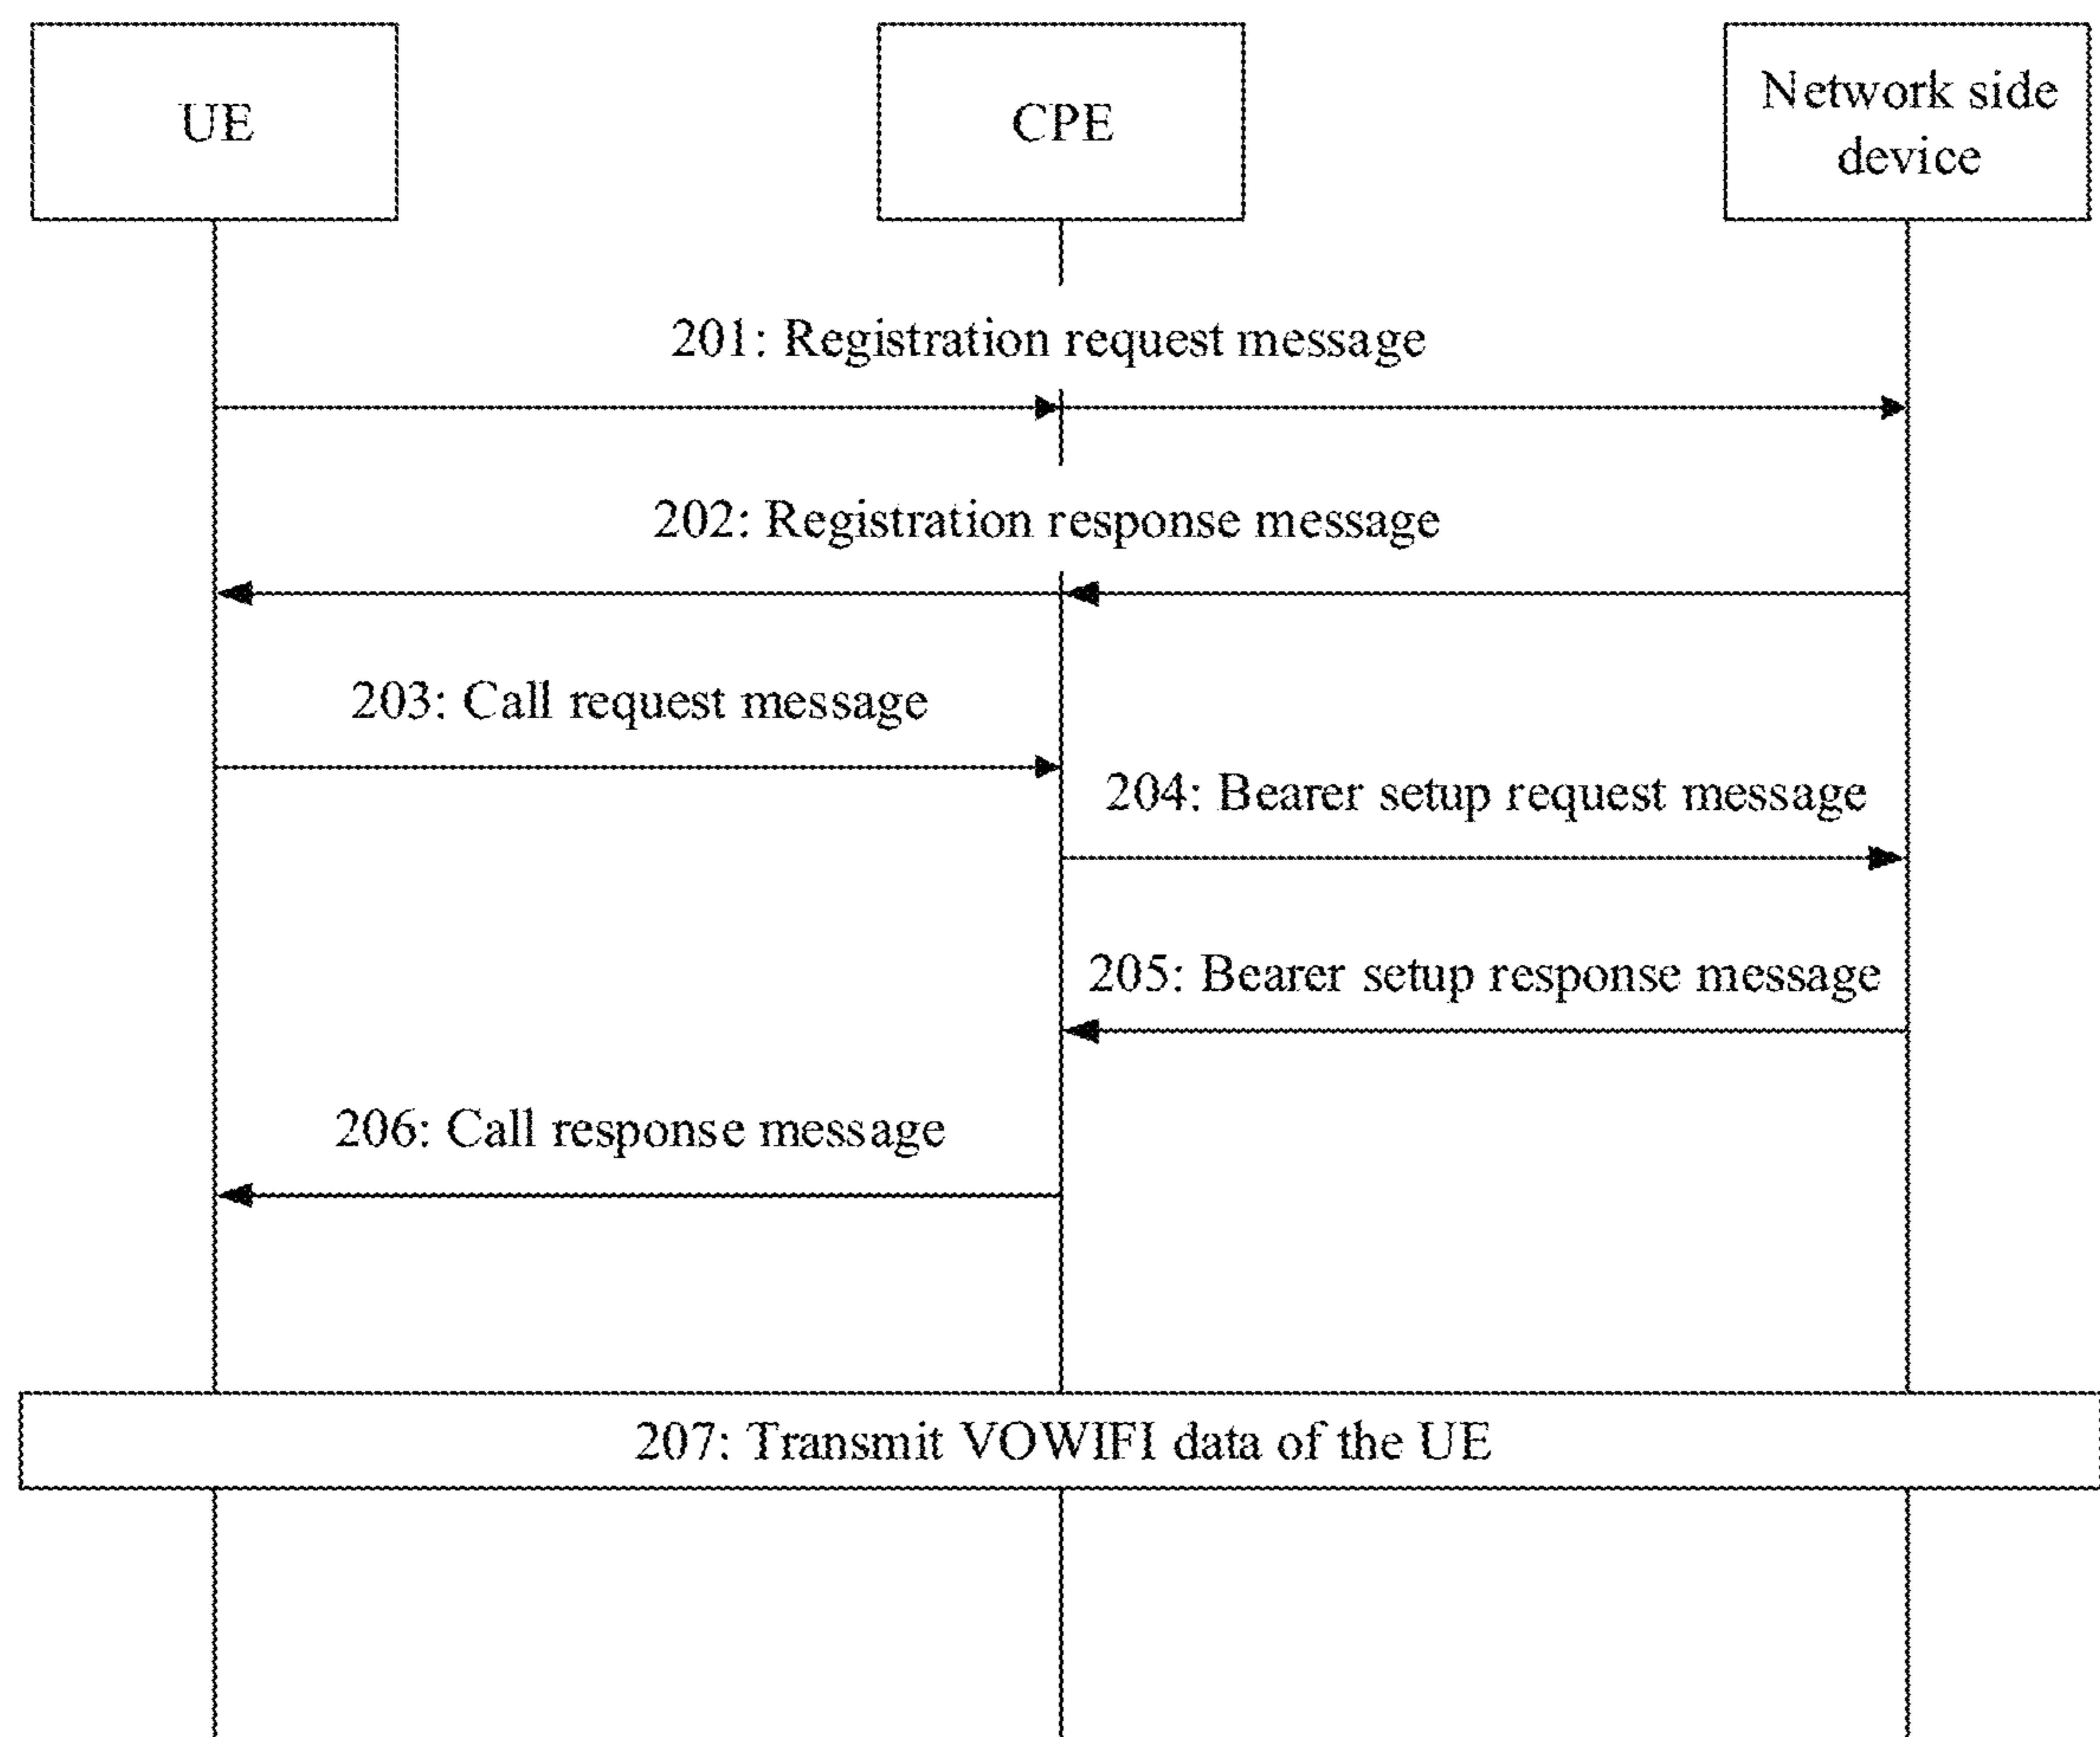 UE
CPE
Network side
device
201: Registration request message
202: Registration response message
203: Call request message
204: Bearer setup request message
205: Bearer setup response message
206: Call response message
207: Transmit VOWIFI data of the UE